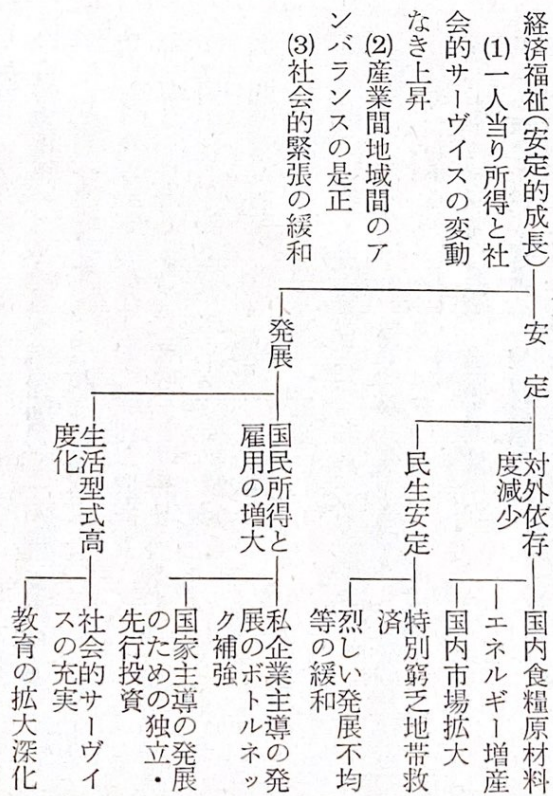 経済福祉(安定的成長)
(1)一人当り所得と社
会的サーヴイスの変動
なき上昇
(2)産業間地域間のア
ンバランスの是正
(3)社会的緊張の緩和
安定
対外依存
度減少
国内食糧原材料
エネルギー増産
国内市場拡大
民生安定
特別窮乏地帯救
済
烈しい発展不均
等の緩和
発展
国民所得と
雇用の増大
私企業主導の発
展のボトルネッ
ク補強
国家主導の発展
のための独立・
先行投資
生活型式高
度化
社会的サーヴイ
スの充実
教育の拡大深化